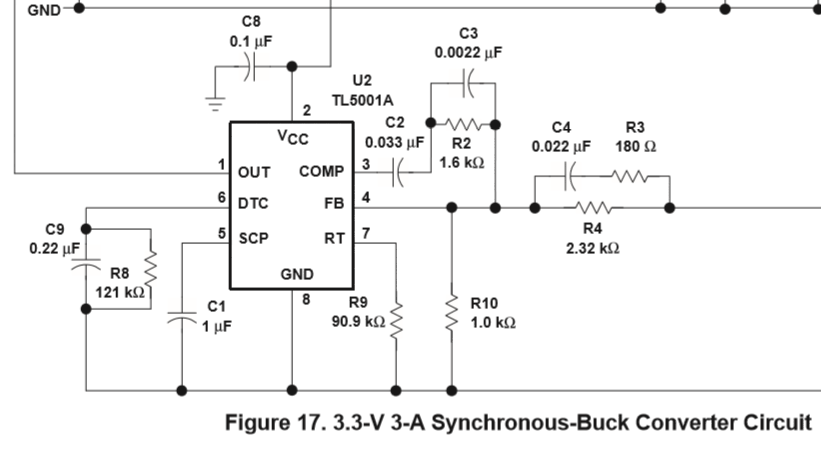 GND
C8
0.1 µF
C3
0.0022 µF
U2
TL5001A
2
VCC
C2
0.033 µF
R2
1.6 kΩ
C4
0.022 µF
R3
180 Ω
1
OUT
COMP
3
6
DTC
FB
4
R4
2.32 kΩ
C9
0.22 µF
5
SCP
RT
7
R8
121 kΩ
GND
8
C1
1 µF
R9
90.9 kΩ
R10
1.0 kΩ
Figure 17. 3.3-V 3-A Synchronous-Buck Converter Circuit